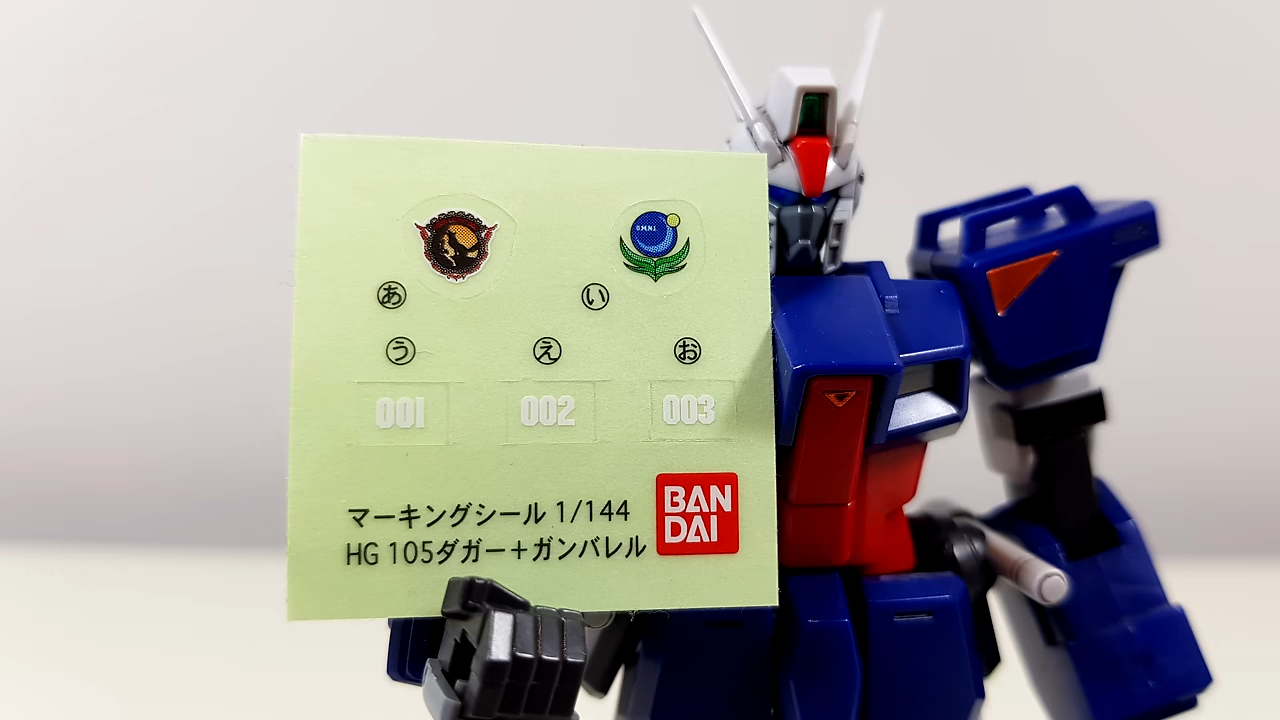 O.M.N.I.
あ い
う え お
001 002 003
マーキングシール 1/144
HG 105ダガー＋ガンバレル
BAN
DAI